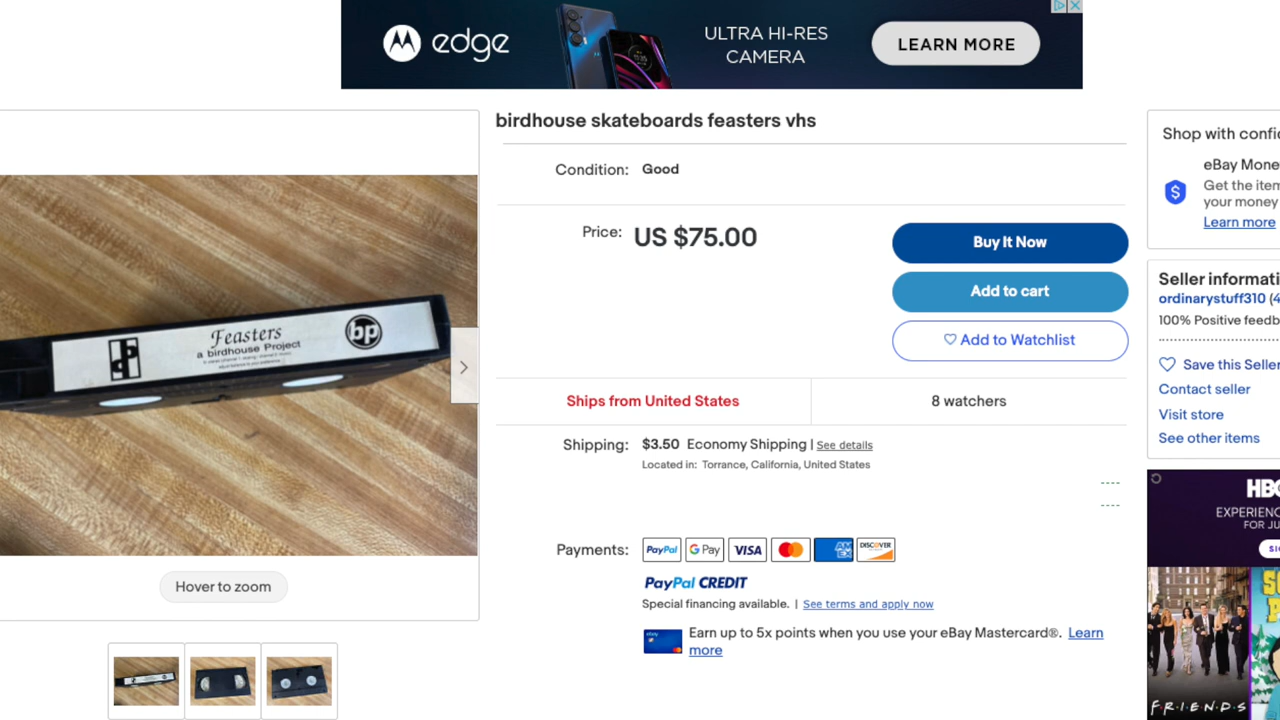 edge
ULTRA HI-RES
CAMERA
LEARN MORE
birdhouse skateboards feasters vhs
Condition: Good
Price: US $75.00
Buy It Now
Add to cart
Add to Watchlist
Ships from United States
8 watchers
Shipping: $3.50 Economy Shipping | See details
Located in: Torrance, California, United States
Payments: PayPal G Pay VISA AMEX DISCOVER
PayPal CREDIT
Special financing available. | See terms and apply now
ebay
Earn up to 5x points when you use your eBay Mastercard®. Learn
more
Feasters
a birdhouse Project
bp
Hover to zoom
Shop with confi
eBay Mone
Get the item
your money
Learn more
Seller informati
ordinarystuff310 (4
100% Positive feedb
Save this Seller
Contact seller
Visit store
See other items
HBO
EXPERIENC
FOR JU
SI
FRIENDS